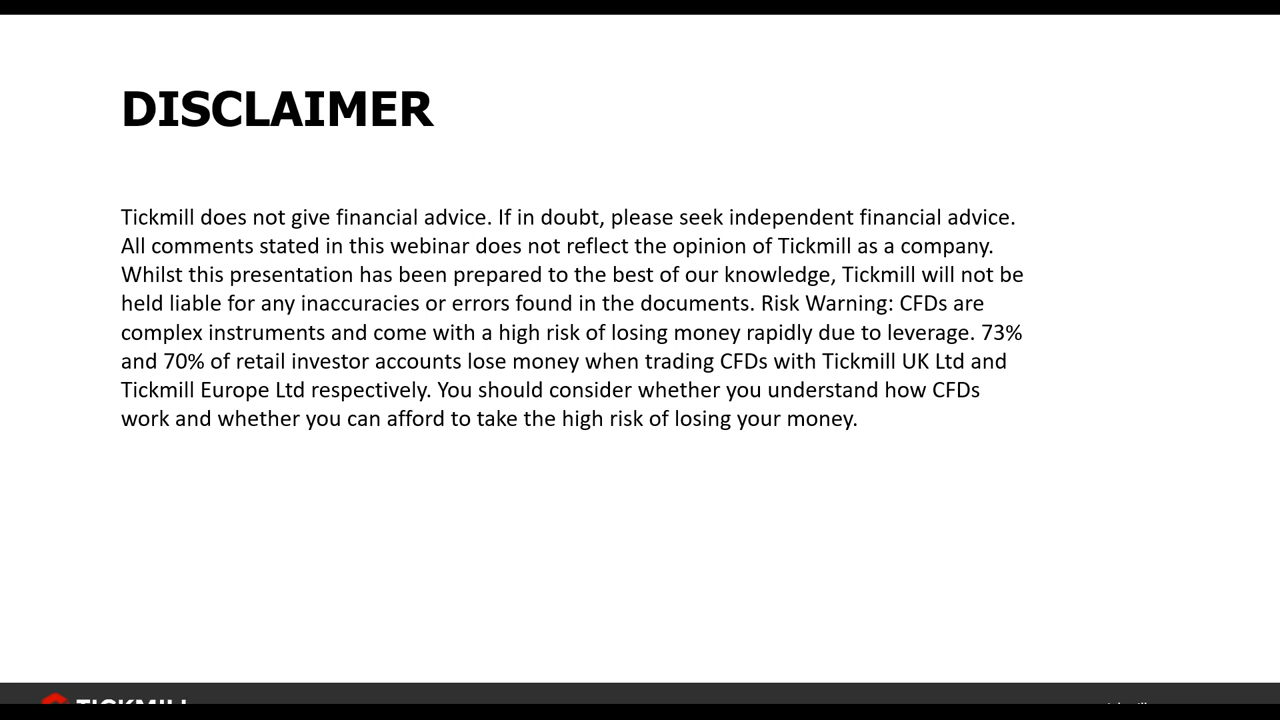 DISCLAIMER
Tickmill does not give financial advice. If in doubt, please seek independent financial advice.
All comments stated in this webinar does not reflect the opinion of Tickmill as a company.
Whilst this presentation has been prepared to the best of our knowledge, Tickmill will not be
held liable for any inaccuracies or errors found in the documents. Risk Warning: CFDs are
complex instruments and come with a high risk of losing money rapidly due to leverage. 73%
and 70% of retail investor accounts lose money when trading CFDs with Tickmill UK Ltd and
Tickmill Europe Ltd respectively. You should consider whether you understand how CFDs
work and whether you can afford to take the high risk of losing your money.
TICKMILL